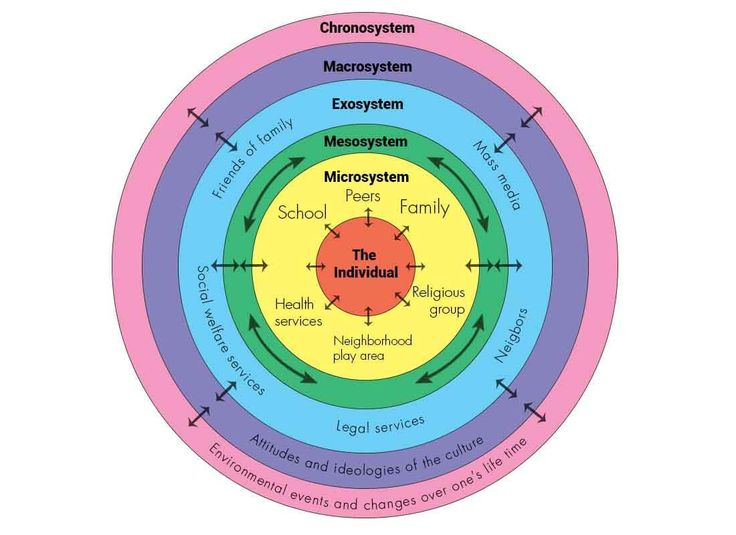 Chronosystem
Macrosystem
Exosystem
Friends of family
Mass media
Mesosystem
Microsystem
Peers
School
Family
The
Individual
Health
services
Religious
group
Neighborhood
play area
Social welfare services
Neigbors
Legal services
Attitudes and ideologies of the culture
Environmental events and changes over one's life time